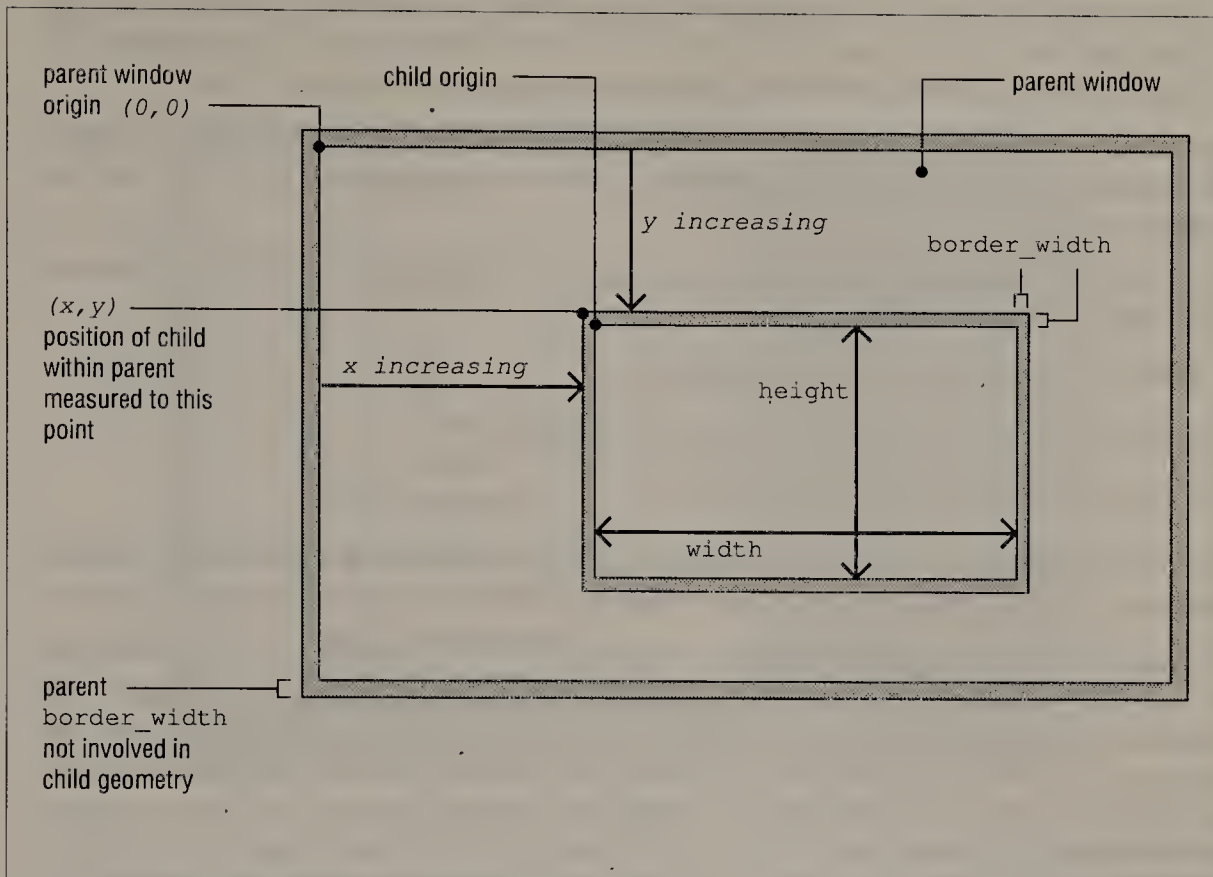 parent window
origin (0,0)
child origin
parent window
y increasing
border_width
(x,y)
position of child
within parent
measured to this
point
x increasing
height
width
parent
border_width
not involved in
child geometry